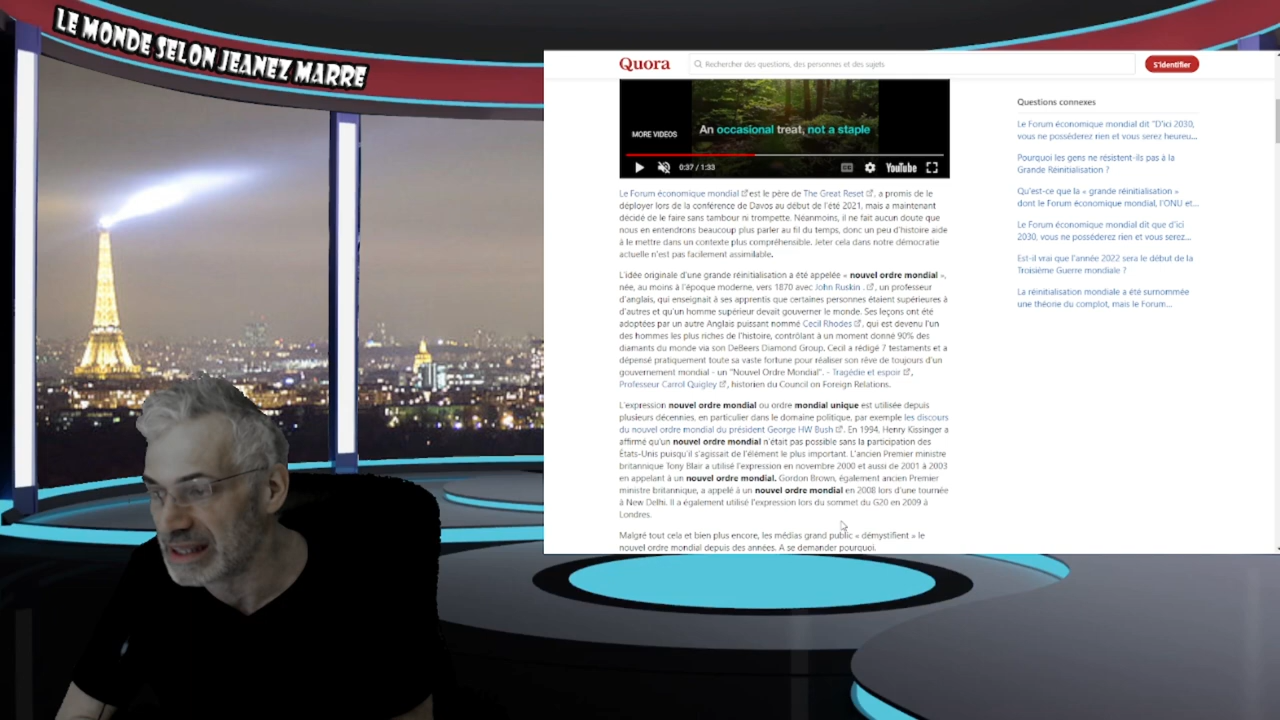 LE MONDE SELON JEANEZ MARRE
Quora
Rechercher des questions, des personnes et des sujets
S'identifier
MORE VIDEOS
An occasional treat, not a staple
0:37 / 1:33
YouTube
Le Forum économique mondial est le père de The Great Reset , a promis de le
déployer lors de la conférence de Davos au début de l'été 2021, mais a maintenant
décidé de le faire sans tambour ni trompette. Néanmoins, il ne fait aucun doute que
nous en entendrons beaucoup plus parler au fil du temps, donc un peu d'histoire aide
à le mettre dans un contexte plus compréhensible. Jeter cela dans notre démocratie
actuelle n'est pas facilement assimilable.
L'idée originale d'une grande réinitialisation a été appelée « nouvel ordre mondial »,
née, au moins à l'époque moderne, vers 1870 avec John Ruskin . , un professeur
d'anglais, qui enseignait à ses apprentis que certaines personnes étaient supérieures à
d'autres et qu'un homme supérieur devait gouverner le monde. Ses leçons ont été
adoptées par un autre Anglais puissant nommé Cecil Rhodes , qui est devenu l'un
des hommes les plus riches de l'histoire, contrôlant à un moment donné 90% des
diamants du monde via son DeBeers Diamond Group. Cecil a rédigé 7 testaments et a
dépensé pratiquement toute sa vaste fortune pour réaliser son rêve de toujours d'un
gouvernement mondial - un "Nouvel Ordre Mondial". - Tragédie et espoir ,
Professeur Carrol Quigley , historien du Council on Foreign Relations.
L'expression nouvel ordre mondial ou ordre mondial unique est utilisée depuis
plusieurs décennies, en particulier dans le domaine politique, par exemple les discours
du nouvel ordre mondial du président George HW Bush . En 1994, Henry Kissinger a
affirmé qu'un nouvel ordre mondial n'était pas possible sans la participation des
États-Unis puisqu'il s'agissait de l'élément le plus important. L'ancien Premier ministre
britannique Tony Blair a utilisé l'expression en novembre 2000 et aussi de 2001 à 2003
en appelant à un nouvel ordre mondial. Gordon Brown, également ancien Premier
ministre britannique, a appelé à un nouvel ordre mondial en 2008 lors d'une tournée
à New Delhi. Il a également utilisé l'expression lors du sommet du G20 en 2009 à
Londres.
Malgré tout cela et bien plus encore, les médias grand public « démystifient » le
nouvel ordre mondial depuis des années. A se demander pourquoi.
Questions connexes
Le Forum économique mondial dit "D'ici 2030,
vous ne posséderez rien et vous serez heureu...
Pourquoi les gens ne résistent-ils pas à la
Grande Réinitialisation ?
Qu'est-ce que la « grande réinitialisation »
dont le Forum économique mondial, l'ONU et...
Le Forum économique mondial dit que d'ici
2030, vous ne posséderez rien et vous serez...
Est-il vrai que l'année 2022 sera le début de la
Troisième Guerre mondiale ?
La réinitialisation mondiale a été surnommée
une théorie du complot, mais le Forum...